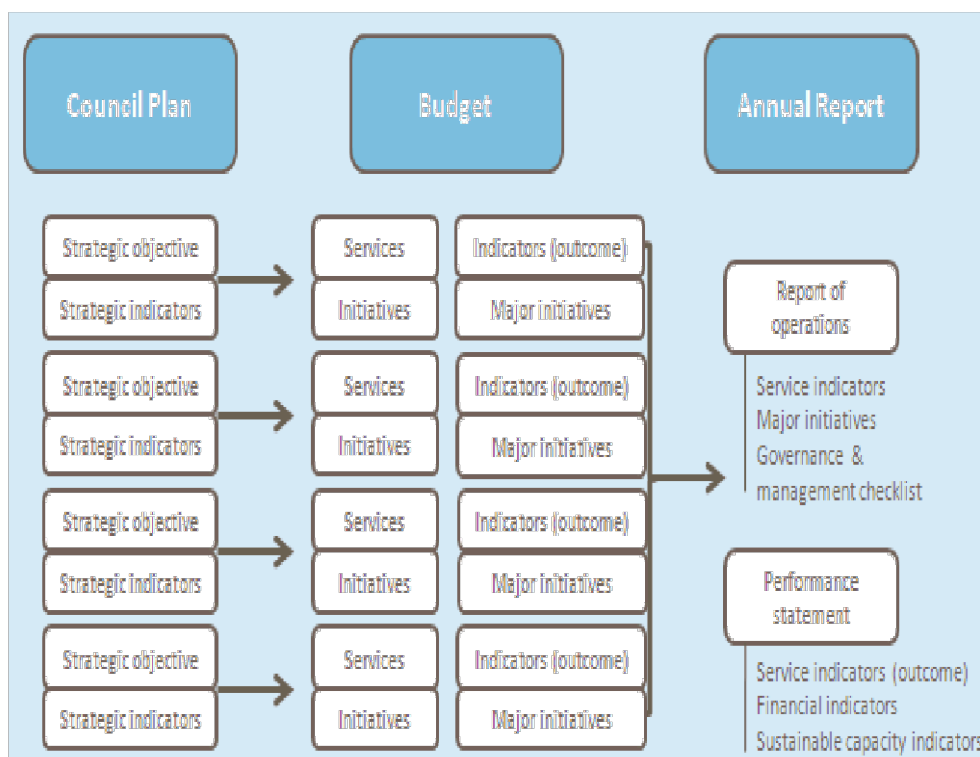 Council Plan
Budget
Annual Report
Strategic objective
Strategic indicators
Services
Initiatives
Indicators (outcome)
Major initiatives
Strategic objective
Strategic indicators
Services
Initiatives
Indicators (outcome)
Major initiatives
Strategic objective
Strategic indicators
Services
Initiatives
Indicators (outcome)
Major initiatives
Strategic objective
Strategic indicators
Services
Initiatives
Indicators (outcome)
Major initiatives
Report of
operations
Service indicators
Major initiatives
Governance &
management checklist
Performance
statement
Service indicators (outcome)
Financial indicators
Sustainable capacity indicators